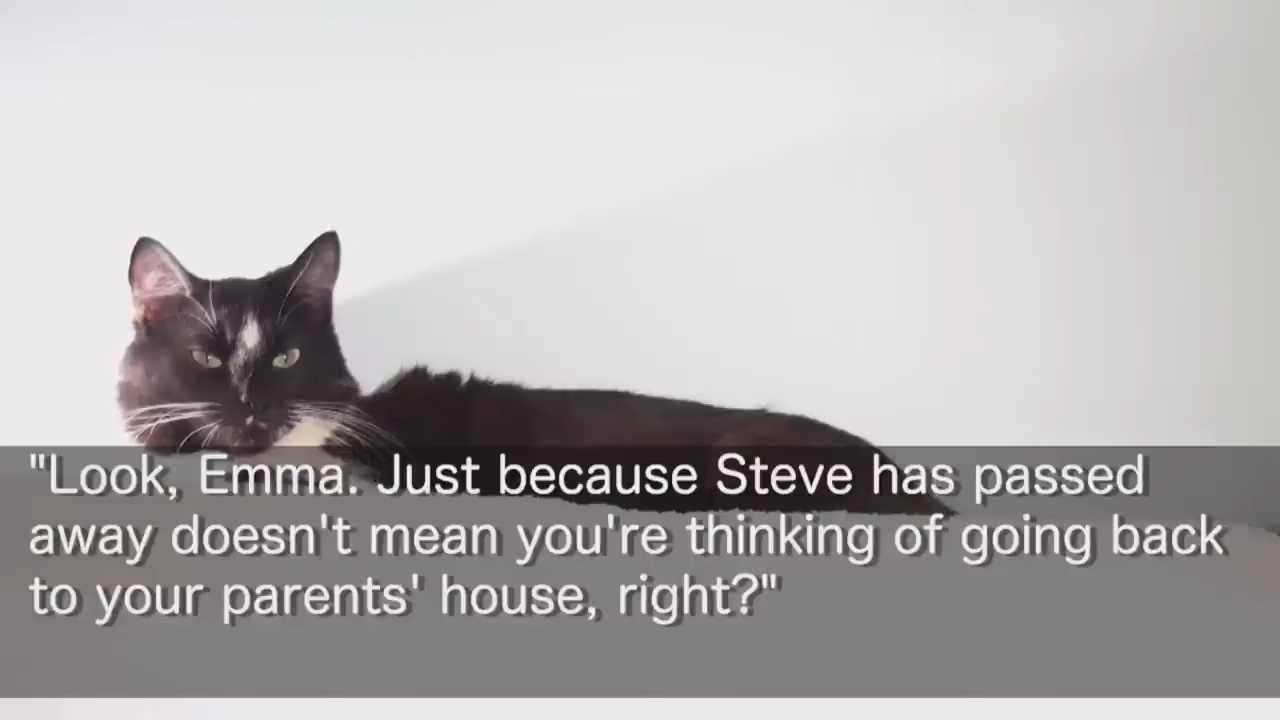 "Look, Emma. Just because Steve has passed
away doesn't mean you're thinking of going back
to your parents' house, right?"